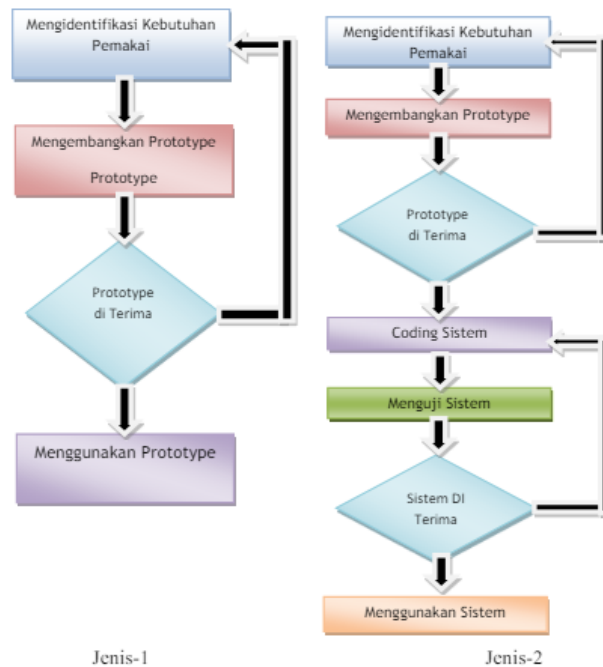 Mengidentifikasi Kebutuhan
Pemakai
Mengembangkan Prototype
Prototype
Prototype
di Terima
Menggunakan Prototype
Jenis-1
Mengidentifikasi Kebutuhan
Pemakai
Mengembangkan Prototype
Prototype
di Terima
Coding Sistem
Menguji Sistem
Sistem DI
Terima
Menggunakan Sistem
Jenis-2